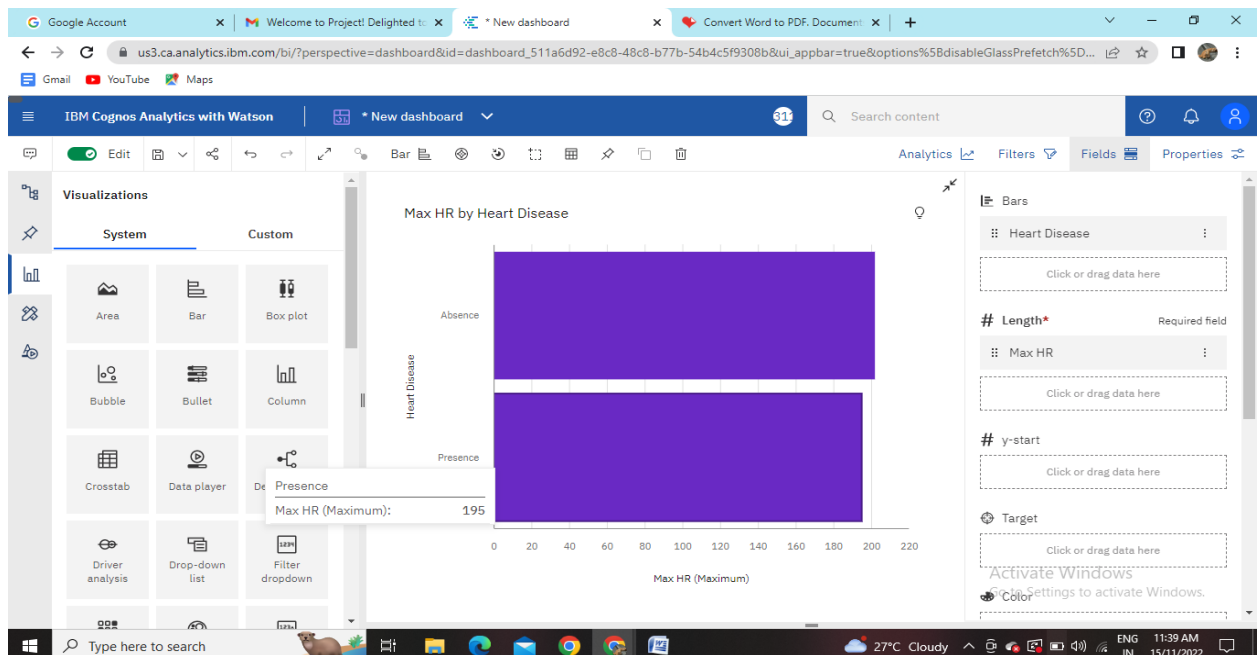 Google Account
Welcome to Project! Delighted to
* New dashboard
Convert Word to PDF. Document
us3.ca.analytics.ibm.com/bi/?perspective=dashboard&id=dashboard_511a6d92-e8c8-48c8-b77b-54b4c5f9308b&ui_appbar=true&options%5BdisableGlassPrefetch%5D...
Gmail YouTube Maps
IBM Cognos Analytics with Watson
* New dashboard
311
Search content
Edit
Bar
Analytics Filters Fields Properties
Visualizations
System Custom
Area Bar Box plot
Bubble Bullet Column
Crosstab Data player De
Driver analysis
Drop-down list
1234
Filter dropdown
Max HR by Heart Disease
Heart Disease
Absence
Presence
Presence
Max HR (Maximum): 195
0 20 40 60 80 100 120 140 160 180 200 220
Max HR (Maximum)
Bars
Heart Disease
Click or drag data here
# Length* Required field
Max HR
Click or drag data here
# y-start
Click or drag data here
Target
Click or drag data here
Color
Activate Windows
Go to Settings to activate Windows.
Type here to search
27°C Cloudy
ENG
IN
11:39 AM
15/11/2022